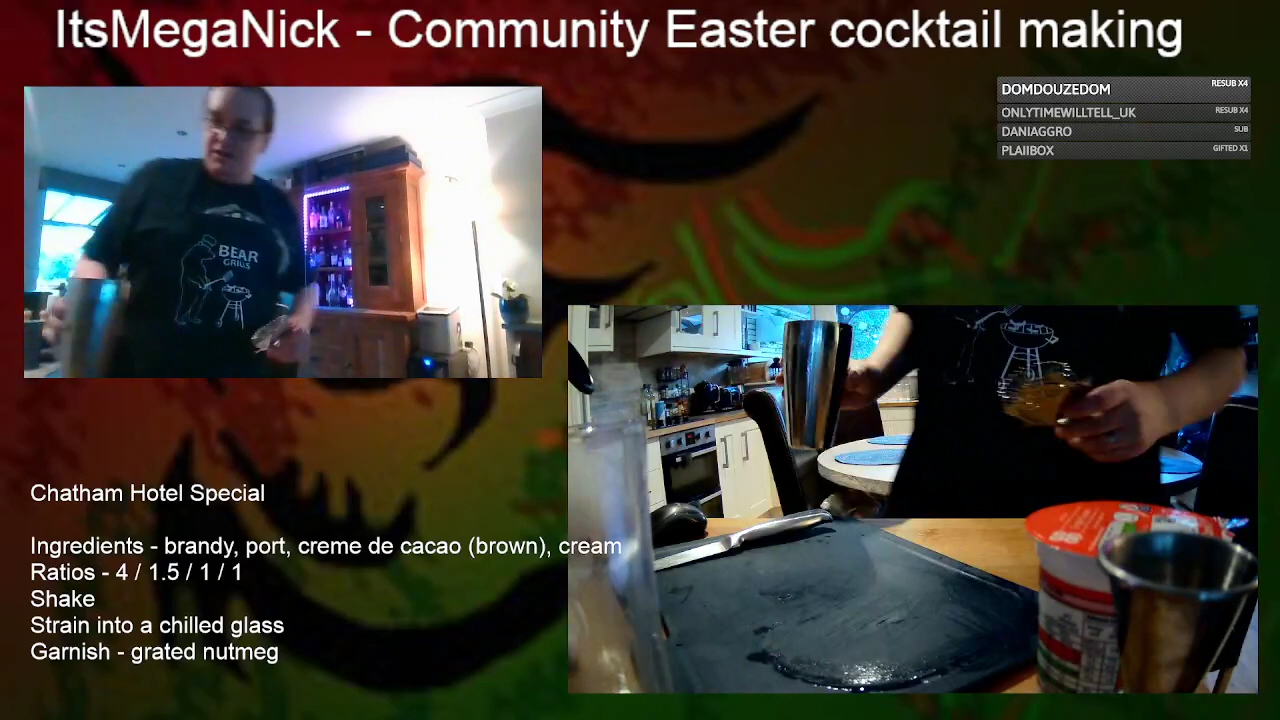 ItsMegaNick - Community Easter cocktail making
DOMDOUZEDOM RESUB X4
ONLYTIMEWILLTELL_UK RESUB X4
DANIAGGRO SUB
PLAIIBOX GIFTED X1
BEAR
GRILLS
Chatham Hotel Special
Ingredients - brandy, port, creme de cacao (brown), cream
Ratios - 4 / 1.5 / 1 / 1
Shake
Strain into a chilled glass
Garnish - grated nutmeg